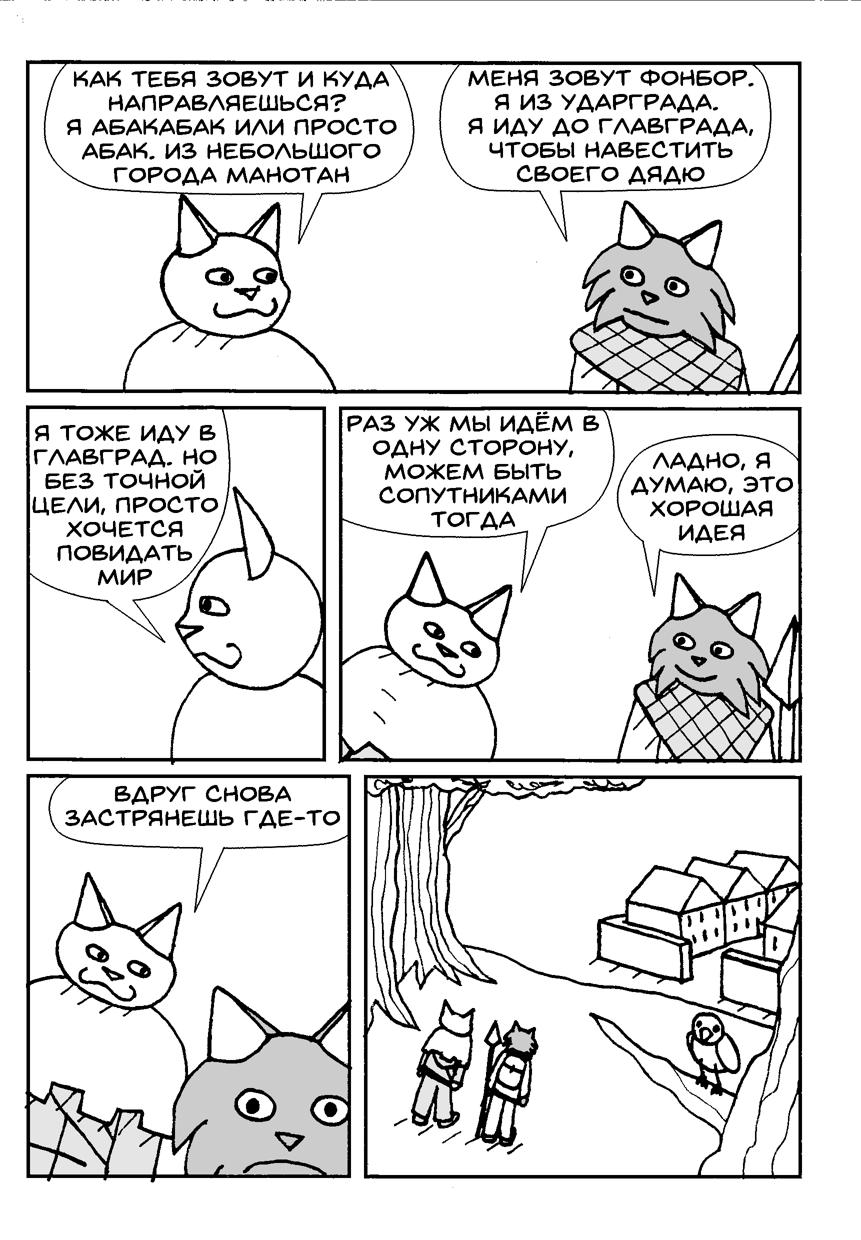 КАК ТЕБЯ ЗОВУТ И КУДА
НАПРАВЛЯЕШЬСЯ?
Я АБАКАБАК ИЛИ ПРОСТО
АБАК. ИЗ НЕБОЛЬШОГО
ГОРОДА МАНОТАН
МЕНЯ ЗОВУТ ФОНБОР.
Я ИЗ УДАРГРАДА.
Я ИДУ ДО ГЛАВГРАДА,
ЧТОБЫ НАВЕСТИТЬ
СВОЕГО ДЯДЮ
Я ТОЖЕ ИДУ В
ГЛАВГРАД. НО
БЕЗ ТОЧНОЙ
ЦЕЛИ, ПРОСТО
ХОЧЕТСЯ
ПОВИДАТЬ
МИР
РАЗ УЖ МЫ ИДЁМ В
ОДНУ СТОРОНУ,
МОЖЕМ БЫТЬ
СОПУТНИКАМИ
ТОГДА
ЛАДНО, Я
ДУМАЮ, ЭТО
ХОРОШАЯ
ИДЕЯ
ВДРУГ СНОВА
ЗАСТРЯНЕШЬ ГДЕ-ТО